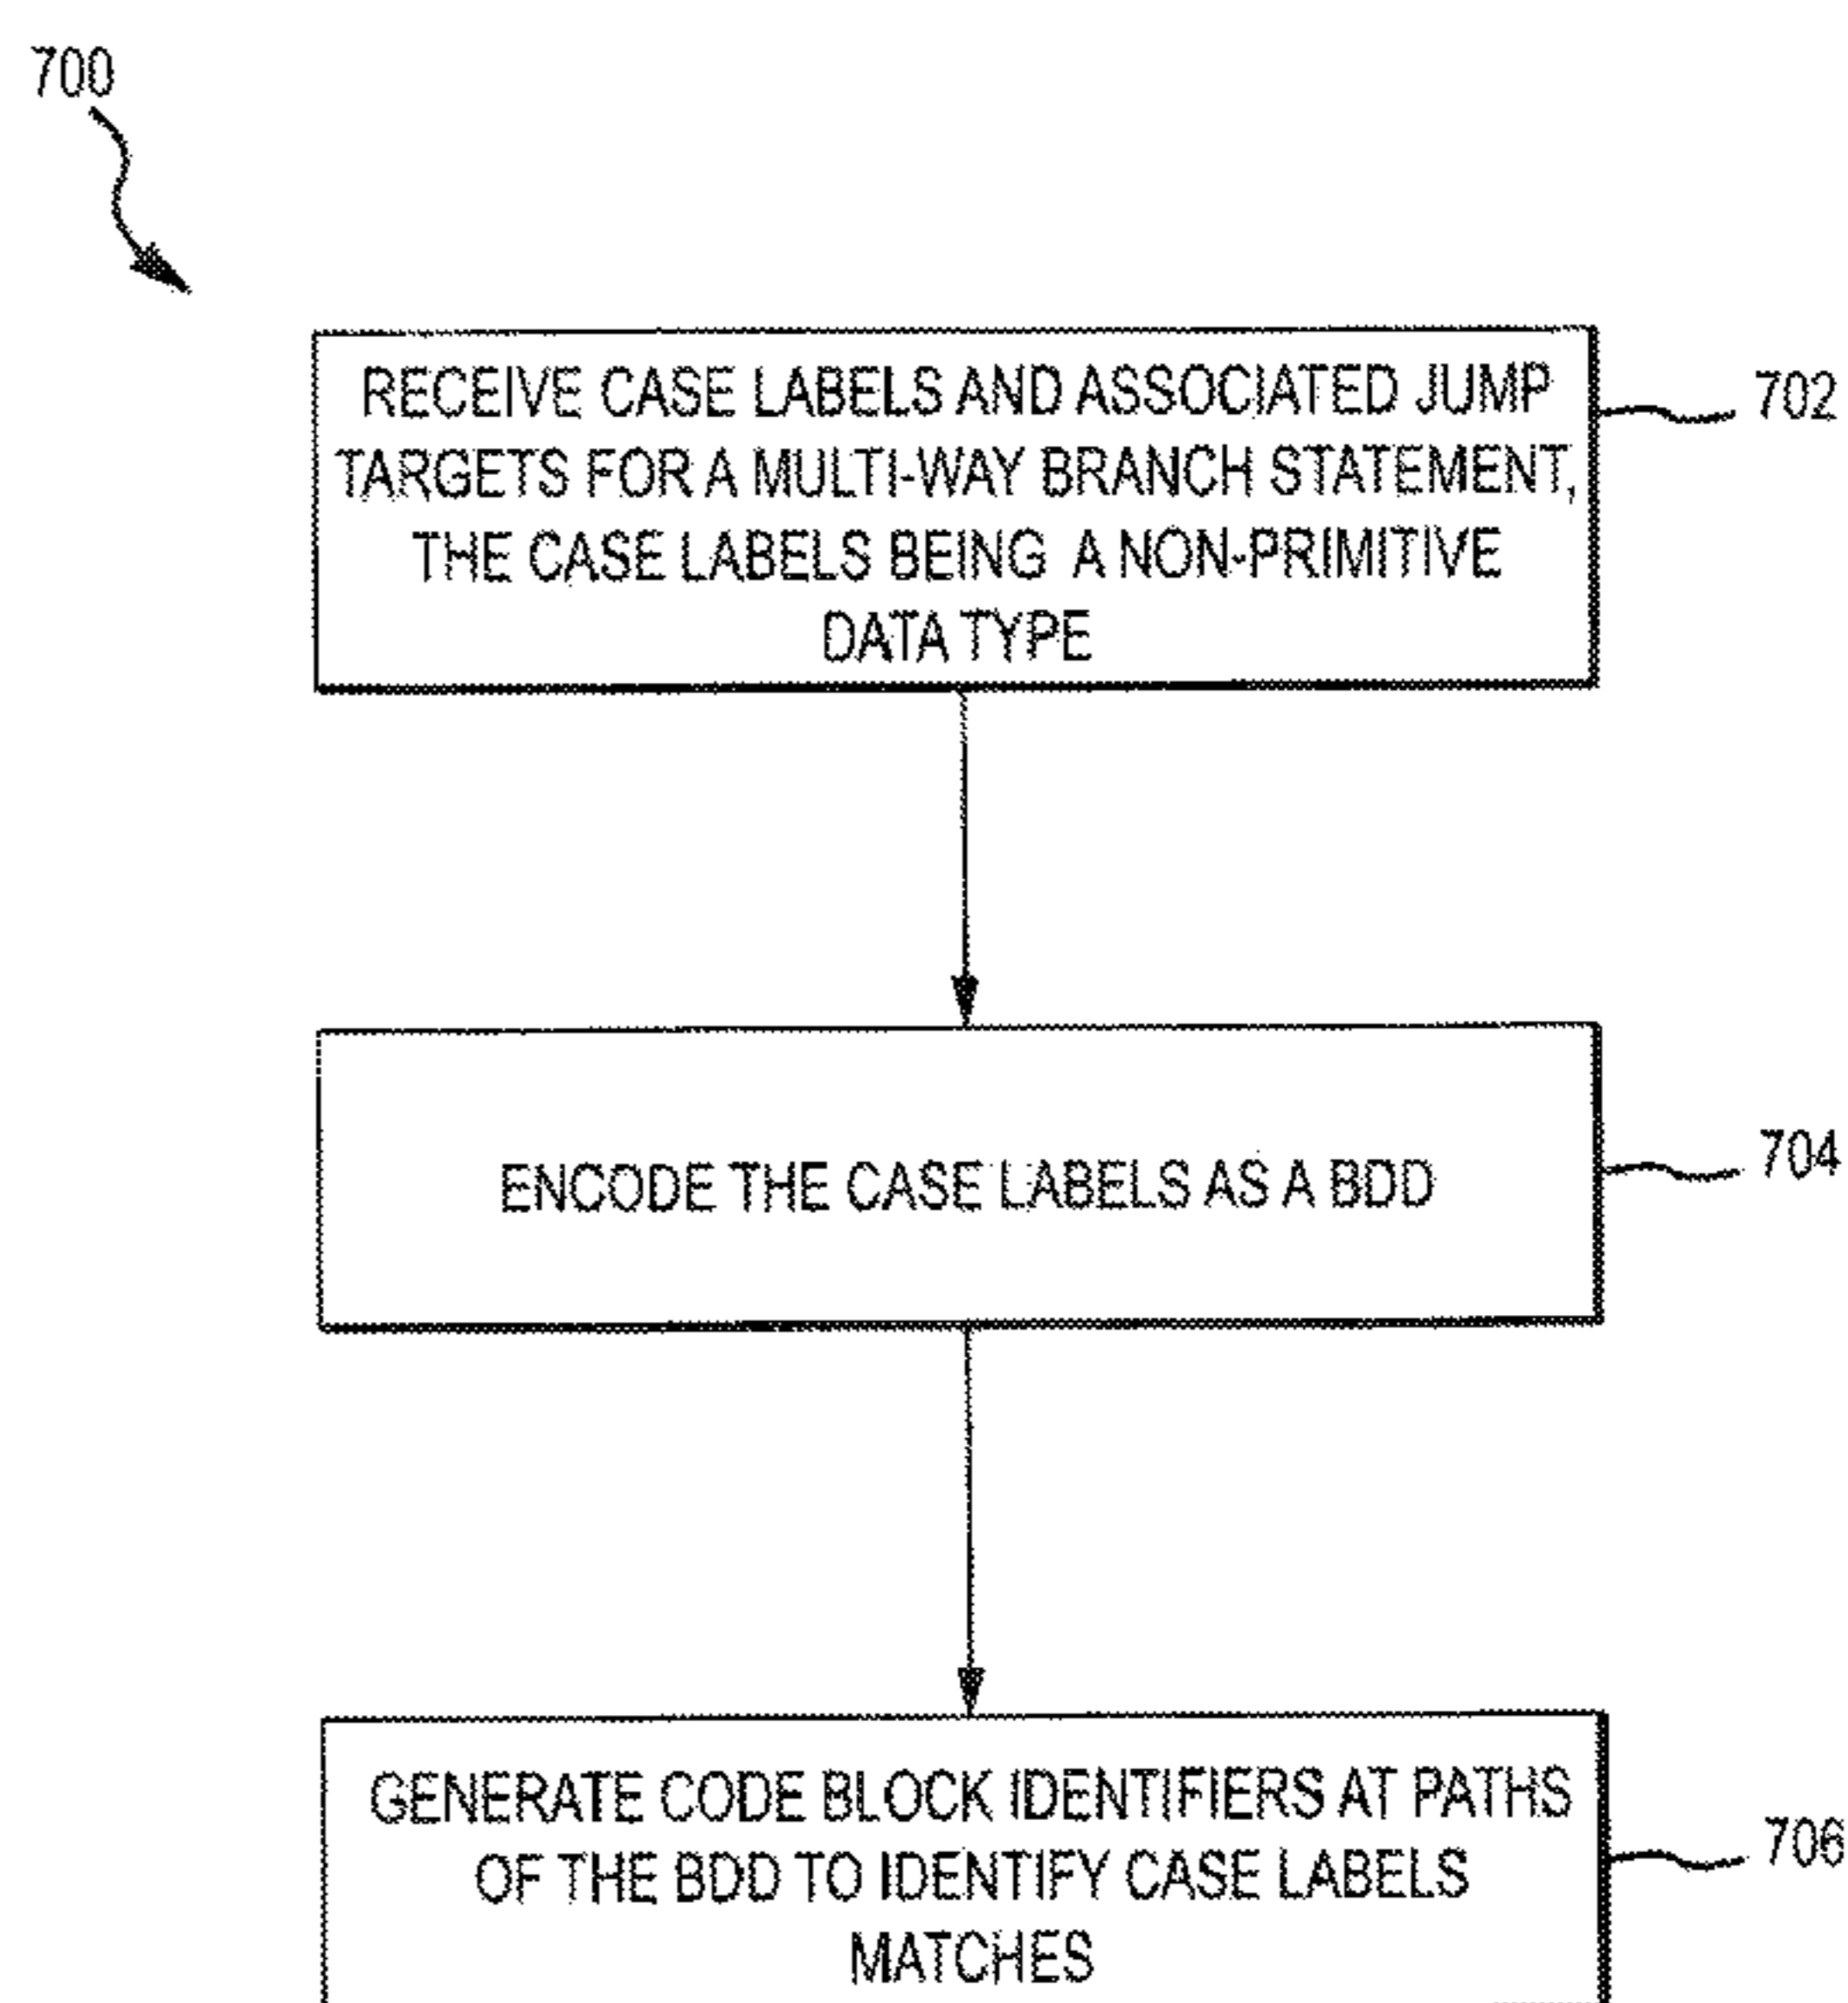 700
RECEIVE CASE LABELS AND ASSOCIATED JUMP
TARGETS FOR A MULTI-WAY BRANCH STATEMENT,
THE CASE LABELS BEING A NON-PRIMITIVE
DATA TYPE
702
ENCODE THE CASE LABELS AS A BDD
704
GENERATE CODE BLOCK IDENTIFIERS AT PATHS
OF THE BDD TO IDENTIFY CASE LABELS
MATCHES
706